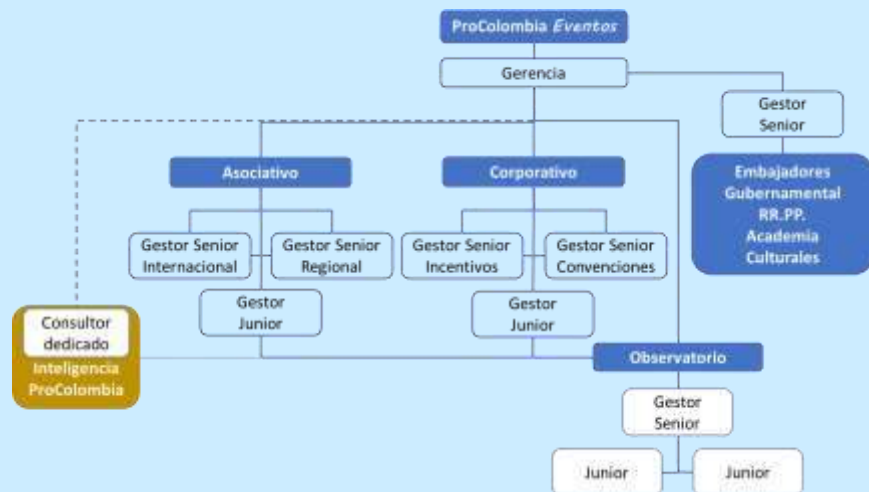 ProColombia Eventos
Gerencia
Gestor
Senior
Embajadores
Gubernamental
RR.PP.
Academia
Culturales
Asociativo
Corporativo
Gestor Senior
Internacional
Gestor Senior
Regional
Gestor Senior
Incentivos
Gestor Senior
Convenciones
Gestor
Junior
Gestor
Junior
Consultor
dedicado
Inteligencia
ProColombia
Observatorio
Gestor
Senior
Junior
Junior